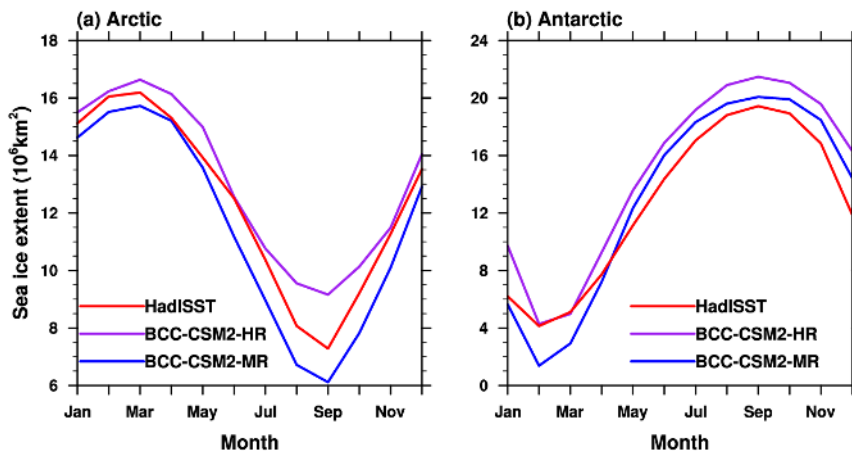 (a) Arctic
Sea ice extent (10⁶km²)
18
16
14
12
10
8
6
HadISST
BCC-CSM2-HR
BCC-CSM2-MR
Jan Mar May Jul Sep Nov
Month
(b) Antarctic
24
20
16
12
8
4
0
HadISST
BCC-CSM2-HR
BCC-CSM2-MR
Jan Mar May Jul Sep Nov
Month